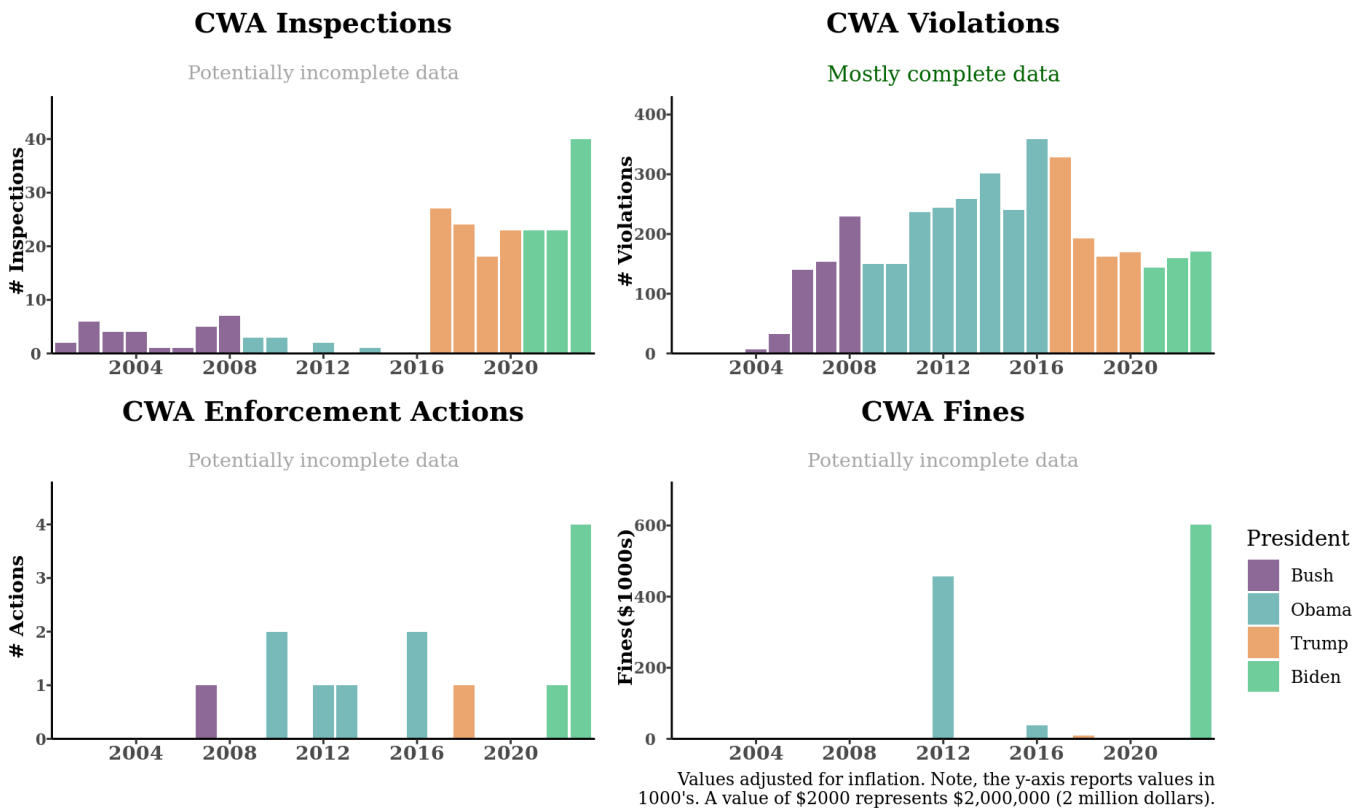 CWA Inspections
Potentially incomplete data
# Inspections
40
30
20
10
0
2004 2008 2012 2016 2020
CWA Violations
Mostly complete data
# Violations
400
300
200
100
0
2004 2008 2012 2016 2020
CWA Enforcement Actions
Potentially incomplete data
# Actions
4
3
2
1
0
2004 2008 2012 2016 2020
CWA Fines
Potentially incomplete data
Fines($1000s)
600
400
200
0
2004 2008 2012 2016 2020
President
Bush
Obama
Trump
Biden
Values adjusted for inflation. Note, the y-axis reports values in
1000's. A value of $2000 represents $2,000,000 (2 million dollars).